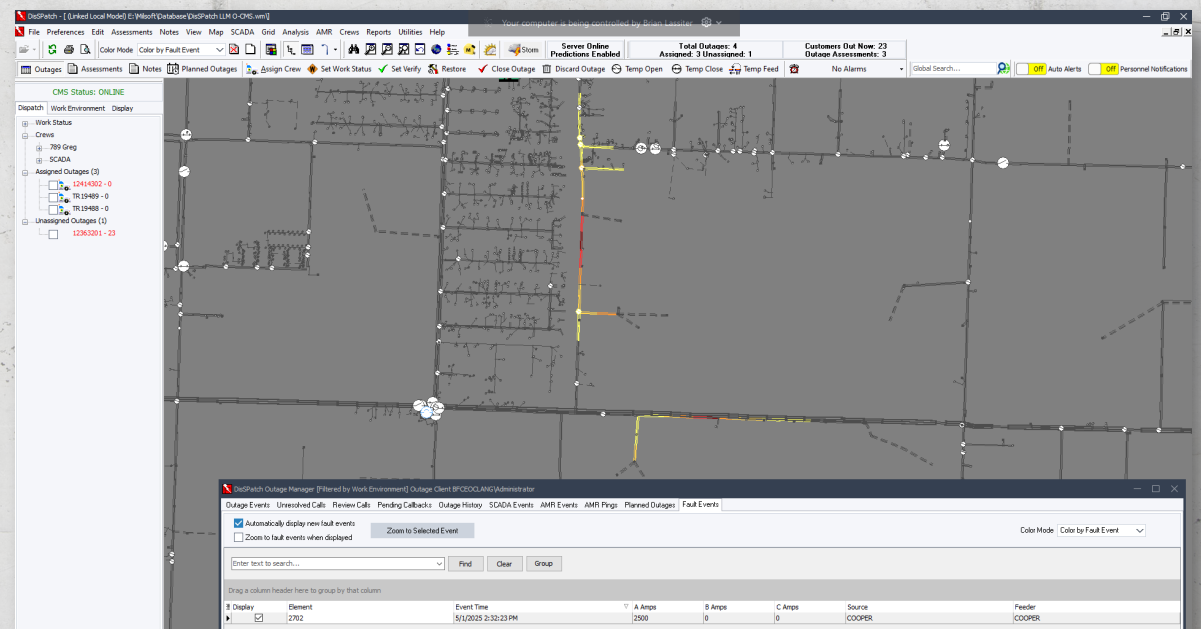 DisSPatch - [ (Linked Local Model) E:\Milsoft\Database\DisSPatch LLM O-CMS.wm\]
Your computer is being controlled by Brian Lassiter
File Preferences Edit Assessments Notes View Map SCADA Grid Analysis AMR Crews Reports Utilities Help
Color Mode Color by Fault Event Storm Server Online Predictions Enabled Total Outages: 4 Assigned: 3 Unassigned: 1 Customers Out Now: 23 Outage Assessments: 3
Outages Assessments Notes Planned Outages Assign Crew Set Work Status Set Verify Restore Close Outage Discard Outage Temp Open Temp Close Temp Feed No Alarms Global Search... Off Auto Alerts Off Personnel Notifications
CMS Status: ONLINE
Dispatch Work Environment Display
Work Status
Crews
789 Greg
SCADA
Assigned Outages (3)
12414302 - 0
TR19489 - 0
TR19488 - 0
Unassigned Outages (1)
12363201 - 23
DisSPatch Outage Manager [Filtered by Work Environment] Outage Client BFCEOCLANG\Administrator
Outage Events Unresolved Calls Review Calls Pending Callbacks Outage History SCADA Events AMR Events AMR Pings Planned Outages Fault Events
Automatically display new fault events
Zoom to fault events when displayed
Zoom to Selected Event
Color Mode Color by Fault Event
Enter text to search... Find Clear Group
Drag a column header here to group by that column
Display Element Event Time A Amps B Amps C Amps Source Feeder
2702 5/1/2025 2:32:23 PM 2500 0 0 COOPER COOPER